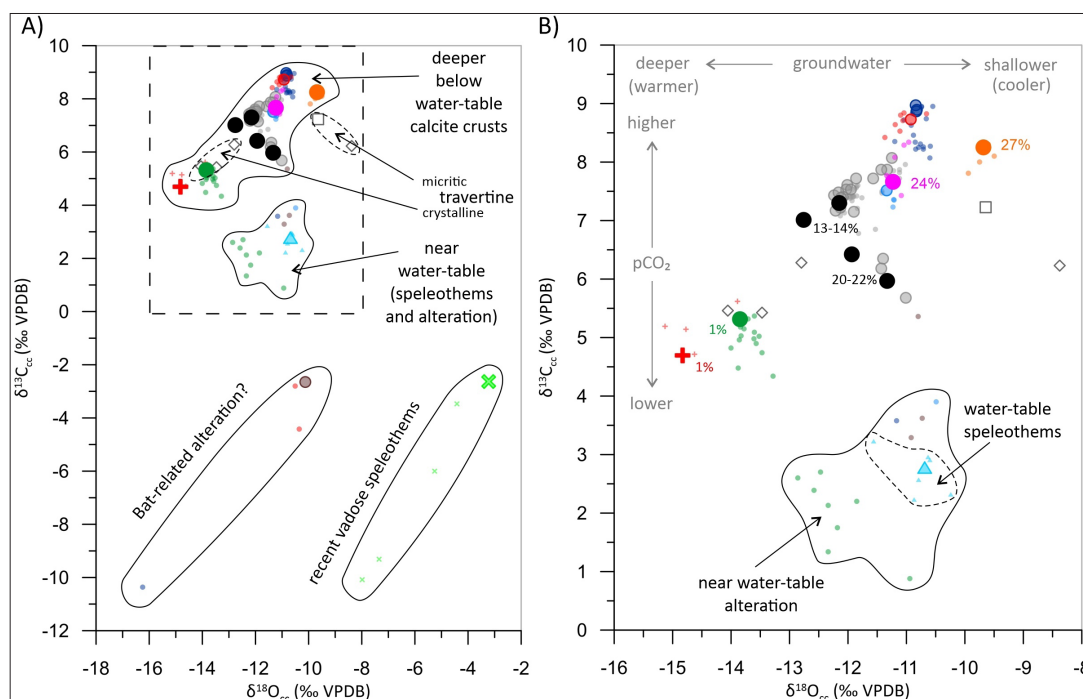 A)
10
8
6
4
2
0
-2
-4
-6
-8
-10
-12
δ¹³Ccc (‰ VPDB)
deeper
below
water-table
calcite crusts
micritic
travertine
crystalline
near
water-table
(speleothems
and alteration)
Bat-related alteration?
recent vadose speleothems
-18 -16 -14 -12 -10 -8 -6 -4 -2
δ¹⁸Occ (‰ VPDB)
B)
10
9
8
7
6
5
4
3
2
1
0
δ¹³Ccc (‰ VPDB)
deeper
(warmer)
groundwater
shallower
(cooler)
higher
pCO₂
lower
27%
24%
13-14%
20-22%
1%
1%
water-table
speleothems
near water-table
alteration
-16 -15 -14 -13 -12 -11 -10 -9 -8
δ¹⁸Occ (‰ VPDB)